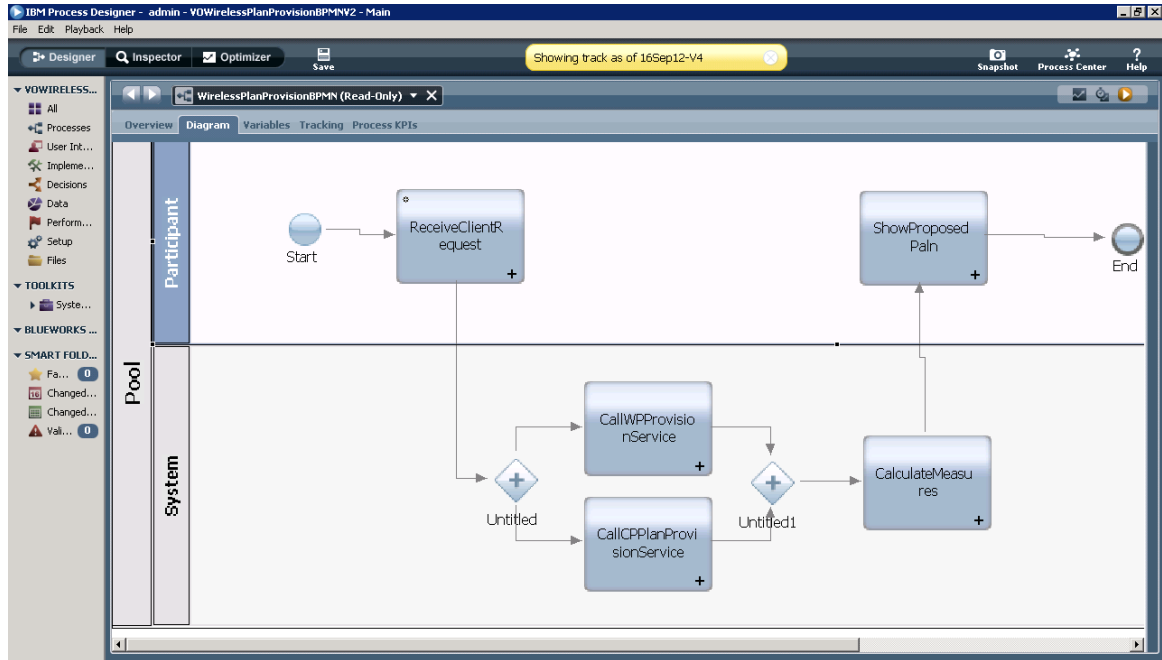 IBM Process Designer - admin - VOWirelessPlanProvisionBPMNV2 - Main
File Edit Playback Help
Designer Inspector Optimizer
Save
Showing track as of 16Sep12-V4
Snapshot Process Center Help
VOWIRELESS...
All
Processes
User Int...
Impleme...
Decisions
Data
Perform...
Setup
Files
TOOLKITS
Syste...
BLUEWORKS ...
SMART FOLD...
Fa... 0
16 Changed...
Changed...
Vali... 0
WirelessPlanProvisionBPMN (Read-Only)
Overview Diagram Variables Tracking Process KPIs
Pool
Participant
Start
ReceiveClientR
equest
ShowProposed
Paln
End
System
Untitled
CallWPProvisio
nService
CallCPPlanProvi
sionService
Untitled1
CalculateMeasu
res